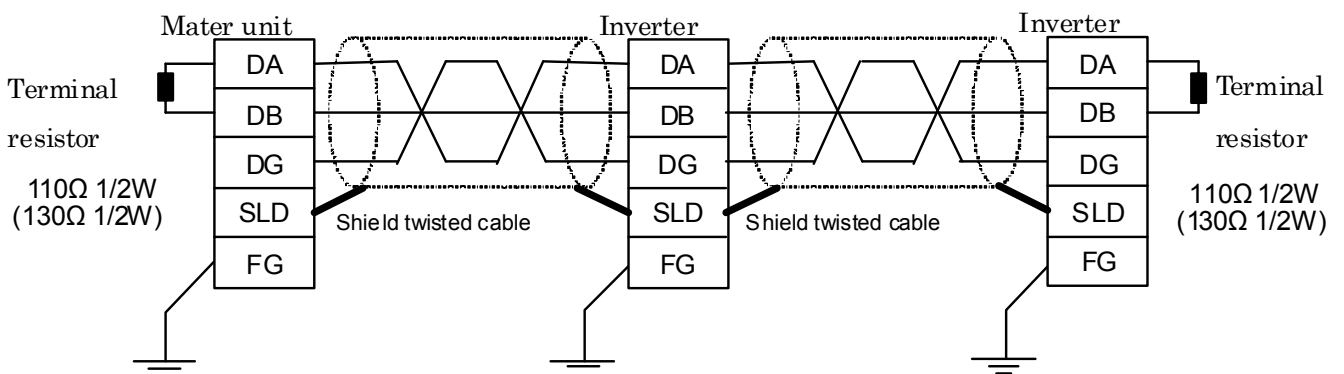 Mater unit
Inverter
Inverter
Terminal
resistor
110Ω 1/2W
(130Ω 1/2W)
DA
DB
DG
SLD
FG
Shield twisted cable
DA
DB
DG
SLD
FG
Shield twisted cable
DA
DB
DG
SLD
FG
Terminal
resistor
110Ω 1/2W
(130Ω 1/2W)